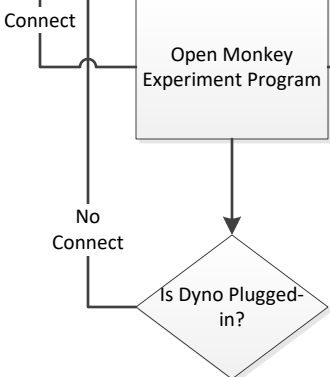 Connect
Open Monkey
Experiment Program
No
Connect
Is Dyno Plugged-
in?